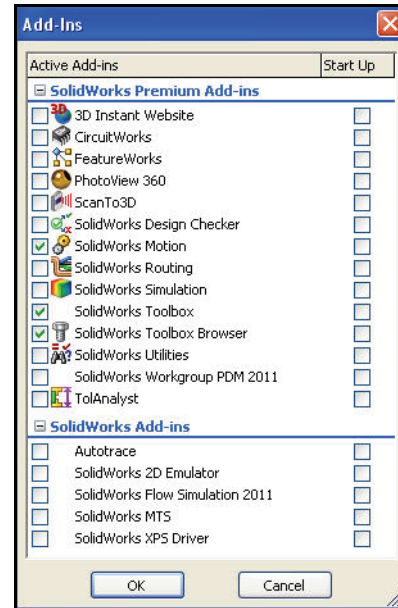 Add-Ins
Active Add-ins Start Up
SolidWorks Premium Add-ins
3D Instant Website
CircuitWorks
FeatureWorks
PhotoView 360
ScanTo3D
SolidWorks Design Checker
SolidWorks Motion
SolidWorks Routing
SolidWorks Simulation
SolidWorks Toolbox
SolidWorks Toolbox Browser
SolidWorks Utilities
SolidWorks Workgroup PDM 2011
TolAnalyst
SolidWorks Add-ins
Autotrace
SolidWorks 2D Emulator
SolidWorks Flow Simulation 2011
SolidWorks MTS
SolidWorks XPS Driver
OK Cancel